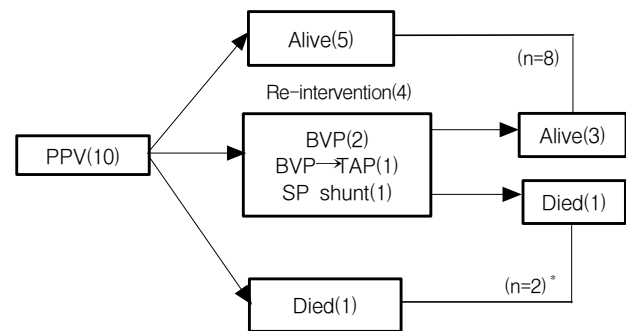 Alive(5)
(n=8)
Re-intervention(4)
PPV(10)
BVP(2)
BVP→TAP(1)
SP shunt(1)
Alive(3)
Died(1)
Died(1)
(n=2)*